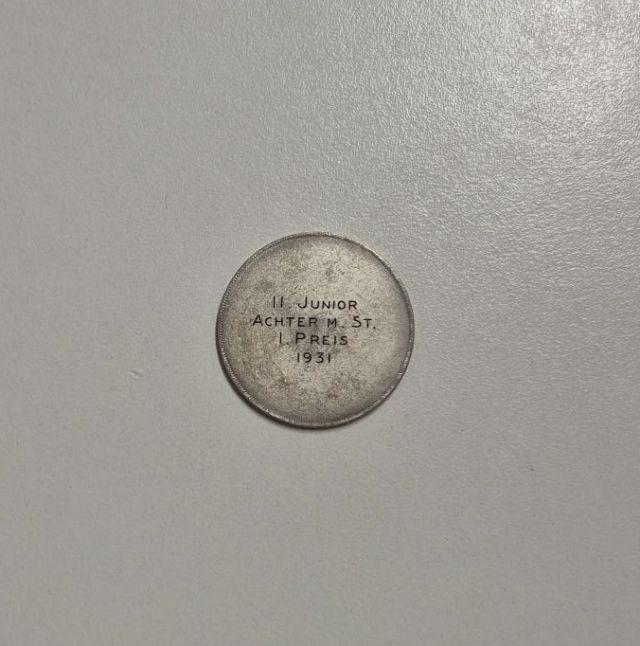 II. JUNIOR
ACHTER M. ST.
I. PREIS
1931